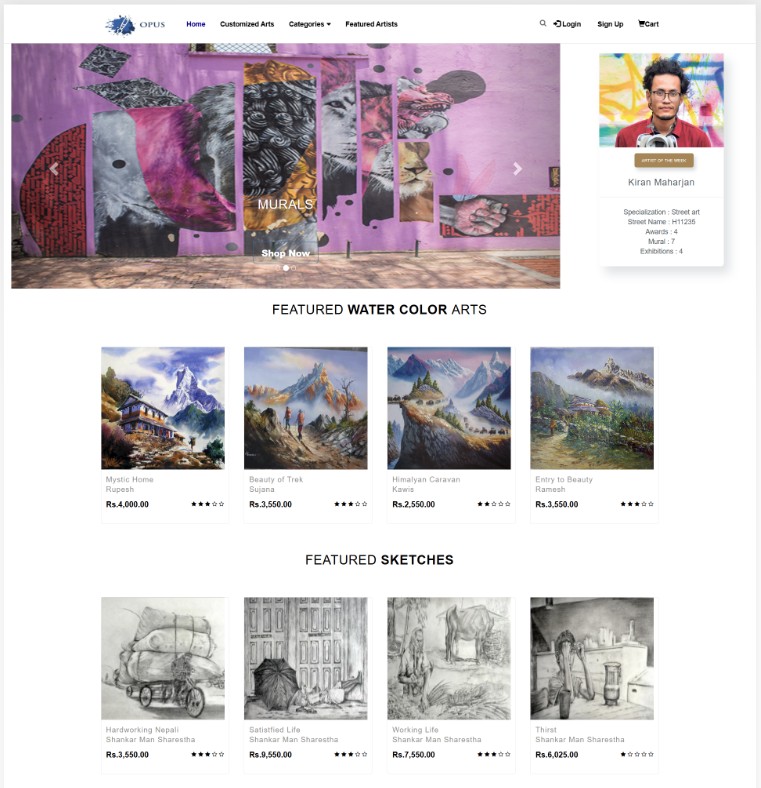 OPUS
Home Customized Arts Categories Featured Artists Login Sign Up Cart
MURALS
Shop Now
ARTIST OF THE WEEK
Kiran Maharjan
Specialization : Street art
Street Name : H11235
Awards : 4
Mural : 7
Exhibitions : 4
FEATURED WATER COLOR ARTS
Mystic Home
Rupesh
Rs.4,000.00
Beauty of Trek
Sujana
Rs.3,550.00
Himalyan Caravan
Kawis
Rs.2,550.00
Entry to Beauty
Ramesh
Rs.3,550.00
FEATURED SKETCHES
Hardworking Nepali
Shankar Man Sharestha
Rs.3,550.00
Satistfied Life
Shankar Man Sharestha
Rs.9,550.00
Working Life
Shankar Man Sharestha
Rs.7,550.00
Thirst
Shankar Man Sharestha
Rs.6,025.00